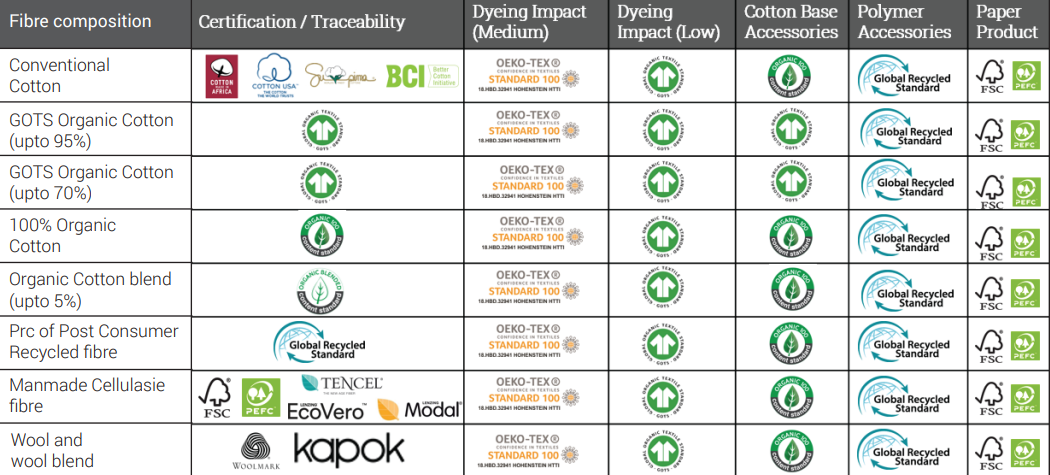 Fibre composition
Certification / Traceability
Dyeing Impact
(Medium)
Dyeing
Impact (Low)
Cotton Base
Accessories
Polymer
Accessories
Paper
Product
Conventional
Cotton
COTTON
AFRICA
COTTON USA™
THE COTTON
THE WORLD TRUSTS
Supima
BCI
Better
Cotton
Initiative
OEKO-TEX®
CONFIDENCE IN TEXTILES
STANDARD 100
18.HBD.32941 HOHENSTEIN HTTI
GLOBAL ORGANIC TEXTILE STANDARD · GOTS ·
ORGANIC 100
content standard
Global Recycled
Standard
FSC
PEFC
GOTS Organic Cotton
(upto 95%)
GLOBAL ORGANIC TEXTILE STANDARD · GOTS ·
OEKO-TEX®
CONFIDENCE IN TEXTILES
STANDARD 100
18.HBD.32941 HOHENSTEIN HTTI
GLOBAL ORGANIC TEXTILE STANDARD · GOTS ·
GLOBAL ORGANIC TEXTILE STANDARD · GOTS ·
Global Recycled
Standard
FSC
PEFC
GOTS Organic Cotton
(upto 70%)
GLOBAL ORGANIC TEXTILE STANDARD · GOTS ·
OEKO-TEX®
CONFIDENCE IN TEXTILES
STANDARD 100
18.HBD.32941 HOHENSTEIN HTTI
GLOBAL ORGANIC TEXTILE STANDARD · GOTS ·
GLOBAL ORGANIC TEXTILE STANDARD · GOTS ·
Global Recycled
Standard
FSC
PEFC
100% Organic
Cotton
ORGANIC 100
content standard
OEKO-TEX®
CONFIDENCE IN TEXTILES
STANDARD 100
18.HBD.32941 HOHENSTEIN HTTI
GLOBAL ORGANIC TEXTILE STANDARD · GOTS ·
ORGANIC 100
content standard
Global Recycled
Standard
FSC
PEFC
Organic Cotton blend
(upto 5%)
ORGANIC BLENDED
content standard
OEKO-TEX®
CONFIDENCE IN TEXTILES
STANDARD 100
18.HBD.32941 HOHENSTEIN HTTI
GLOBAL ORGANIC TEXTILE STANDARD · GOTS ·
ORGANIC 100
content standard
Global Recycled
Standard
FSC
PEFC
Prc of Post Consumer
Recycled fibre
Global Recycled
Standard
OEKO-TEX®
CONFIDENCE IN TEXTILES
STANDARD 100
18.HBD.32941 HOHENSTEIN HTTI
GLOBAL ORGANIC TEXTILE STANDARD · GOTS ·
ORGANIC 100
content standard
Global Recycled
Standard
FSC
PEFC
Manmade Cellulasie
fibre
FSC
PEFC
TENCEL™
LENZING
EcoVero™
LENZING
Modal®
OEKO-TEX®
CONFIDENCE IN TEXTILES
STANDARD 100
18.HBD.32941 HOHENSTEIN HTTI
GLOBAL ORGANIC TEXTILE STANDARD · GOTS ·
ORGANIC 100
content standard
Global Recycled
Standard
FSC
PEFC
Wool and
wool blend
WOOLMARK
kapok
OEKO-TEX®
CONFIDENCE IN TEXTILES
STANDARD 100
18.HBD.32941 HOHENSTEIN HTTI
GLOBAL ORGANIC TEXTILE STANDARD · GOTS ·
ORGANIC 100
content standard
Global Recycled
Standard
FSC
PEFC